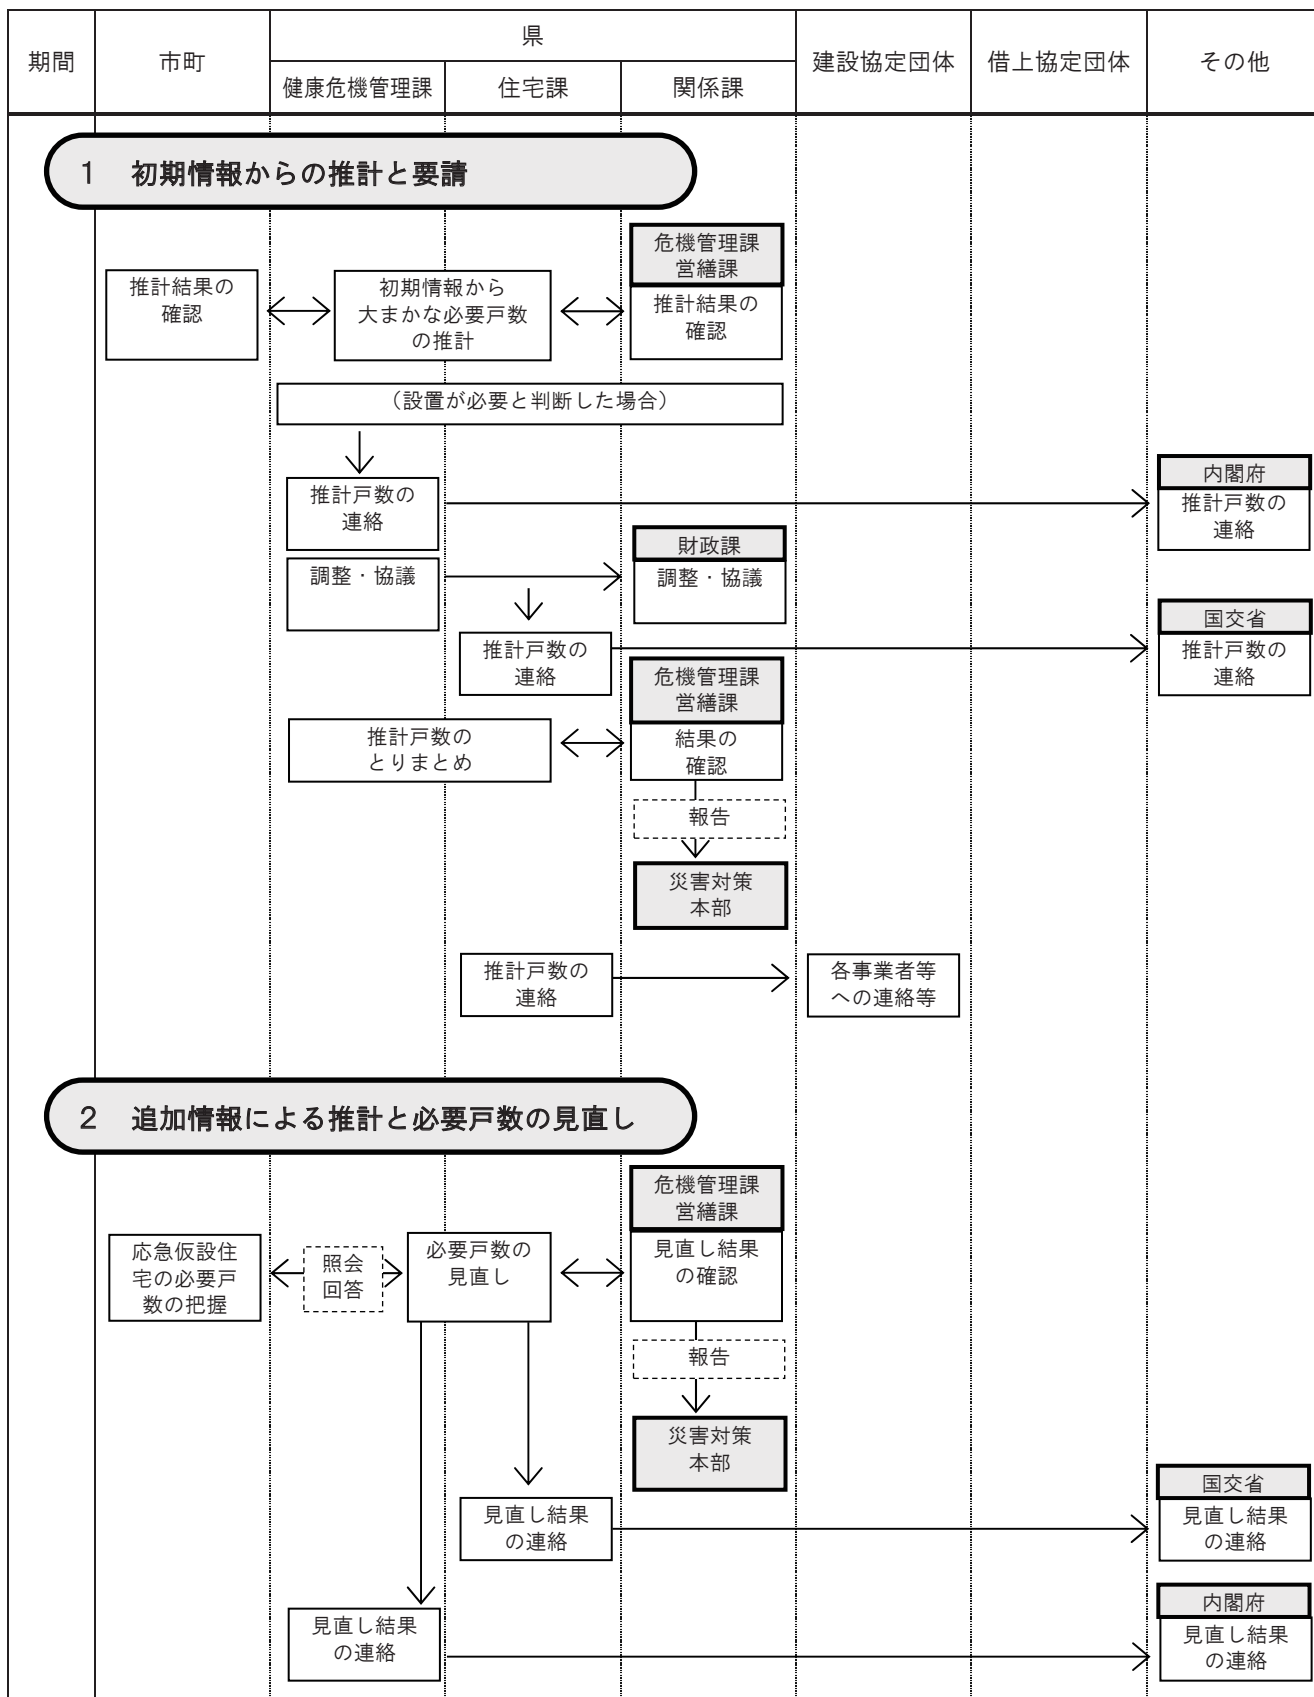 期間
市町
県
健康危機管理課
住宅課
関係課
建設協定団体
借上協定団体
その他
1 初期情報からの推計と要請
危機管理課
営繕課
推計結果の
確認
初期情報から
大まかな必要戸数
の推計
推計結果の
確認
（設置が必要と判断した場合）
推計戸数の
連絡
内閣府
推計戸数の
連絡
調整・協議
財政課
調整・協議
推計戸数の
連絡
国交省
推計戸数の
連絡
危機管理課
営繕課
推計戸数の
とりまとめ
結果の
確認
報告
災害対策
本部
推計戸数の
連絡
各事業者等
への連絡等
2 追加情報による推計と必要戸数の見直し
危機管理課
営繕課
応急仮設住
宅の必要戸
数の把握
照会
回答
必要戸数の
見直し
見直し結果
の確認
報告
災害対策
本部
見直し結果
の連絡
国交省
見直し結果
の連絡
見直し結果
の連絡
内閣府
見直し結果
の連絡